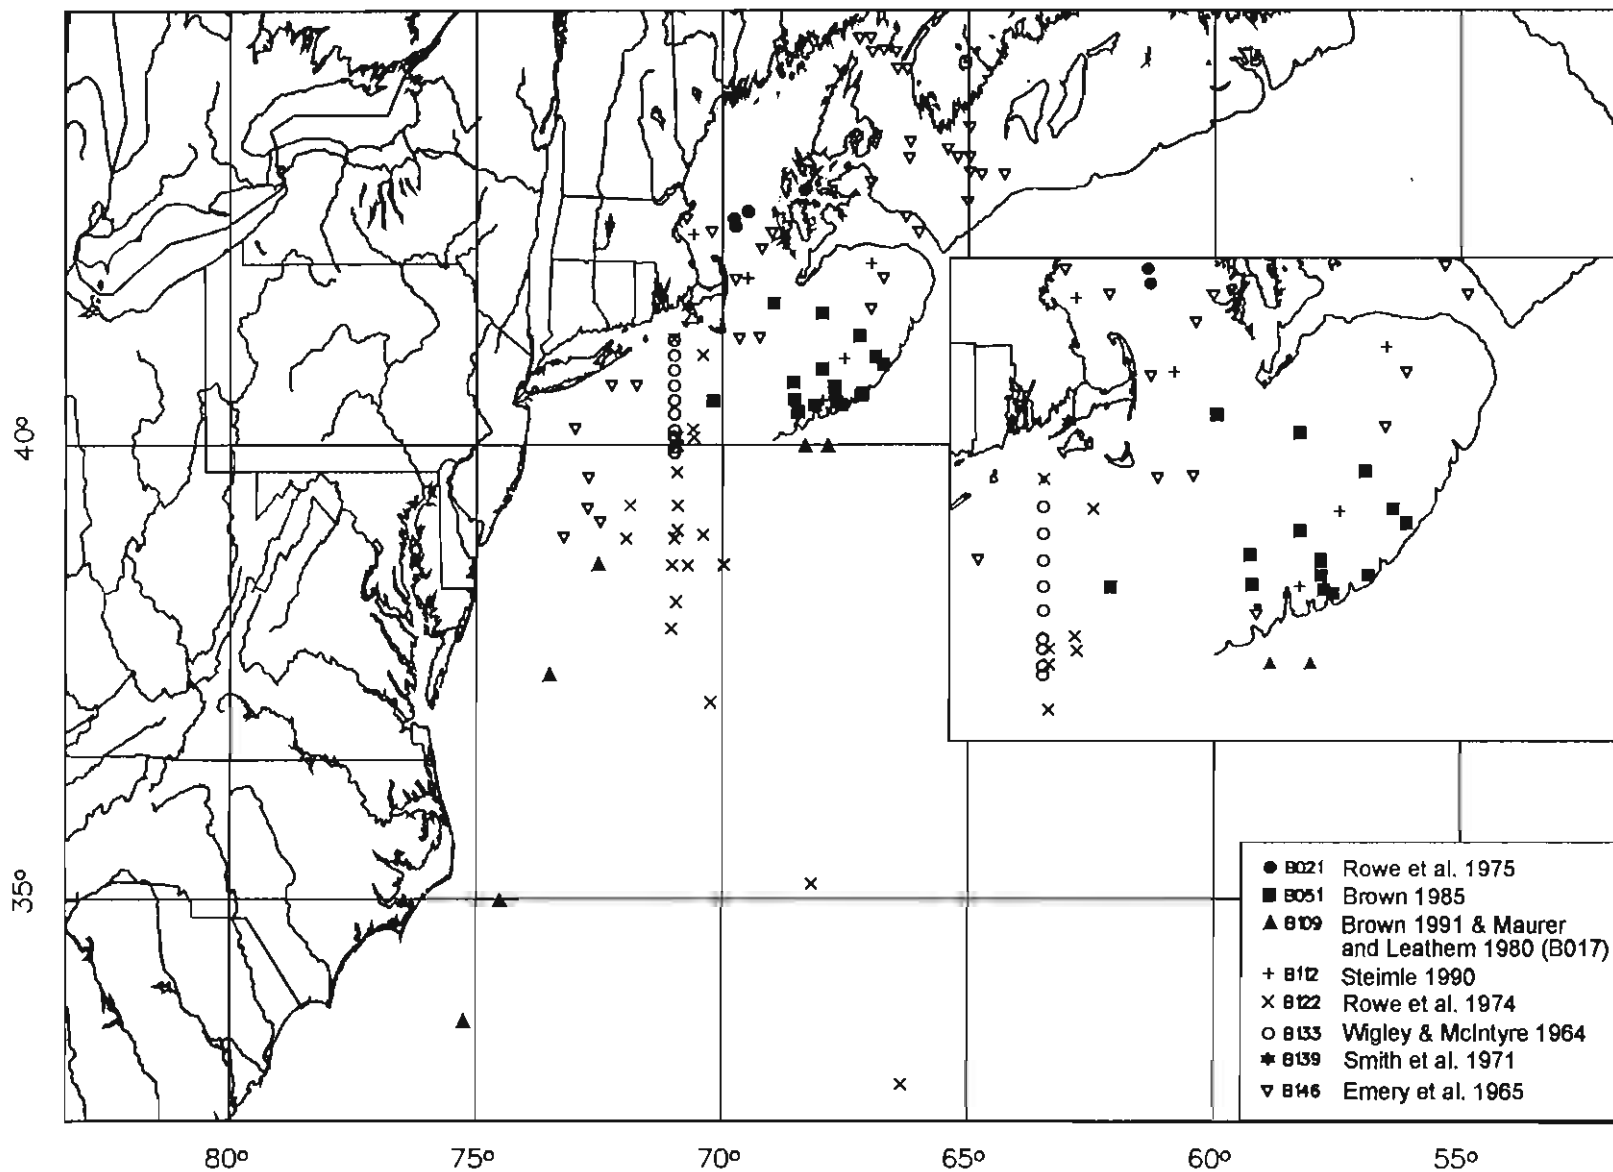 40°
35°
● B021 Rowe et al. 1975
■ B051 Brown 1985
▲ B109 Brown 1991 & Maurer
and Leathem 1980 (B017)
+ B112 Steimle 1990
× B122 Rowe et al. 1974
○ B133 Wigley & McIntyre 1964
✱ B139 Smith et al. 1971
▽ B146 Emery et al. 1965
80° 75° 70° 65° 60° 55°